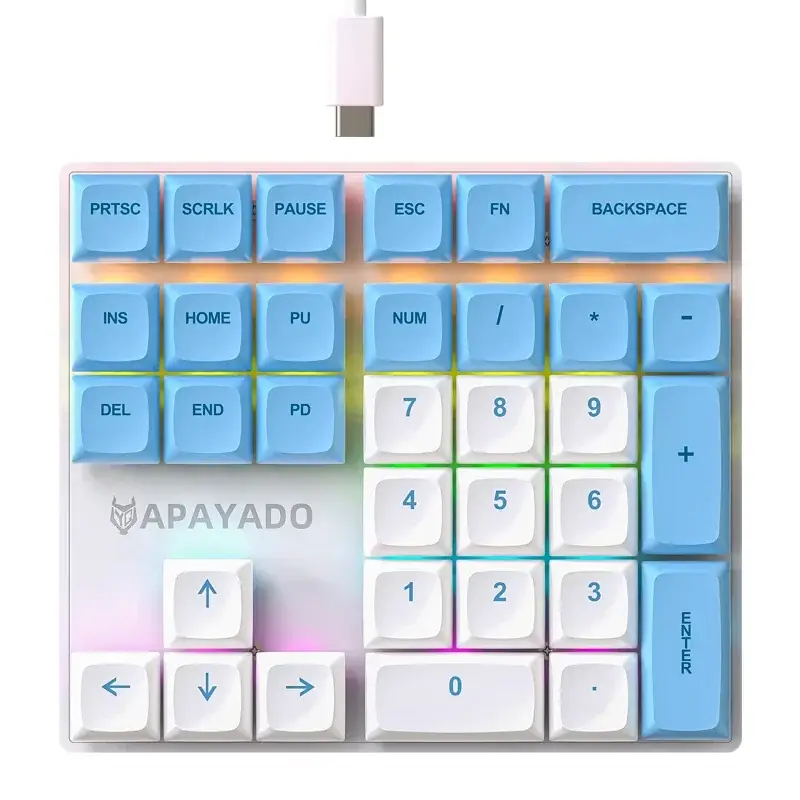 PRTSC SCRLK PAUSE ESC FN BACKSPACE
INS HOME PU NUM / * -
DEL END PD 7 8 9 +
APAYADO 4 5 6
↑ 1 2 3 ENTER
← ↓ → 0 .